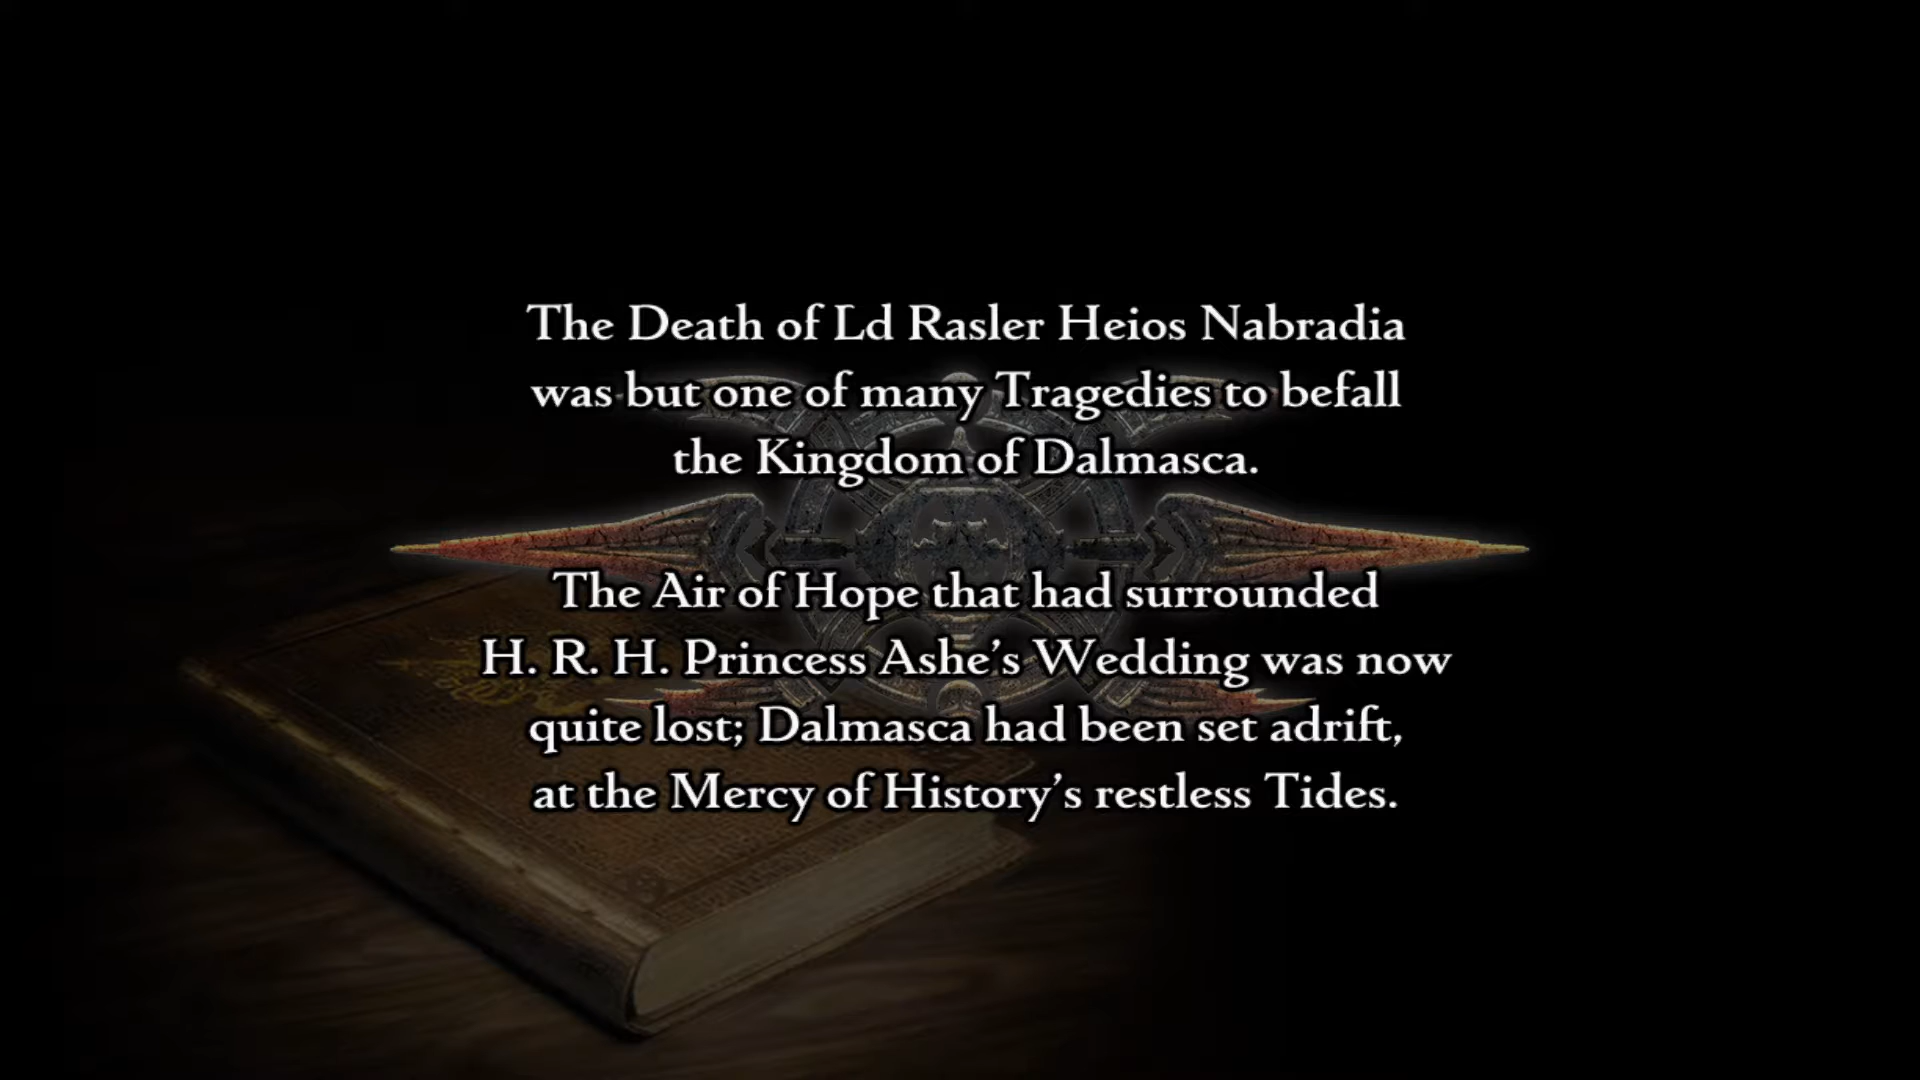 The Death of Ld Rasler Heios Nabradia
was but one of many Tragedies to befall
the Kingdom of Dalmasca.
The Air of Hope that had surrounded
H. R. H. Princess Ashe's Wedding was now
quite lost; Dalmasca had been set adrift,
at the Mercy of History's restless Tides.